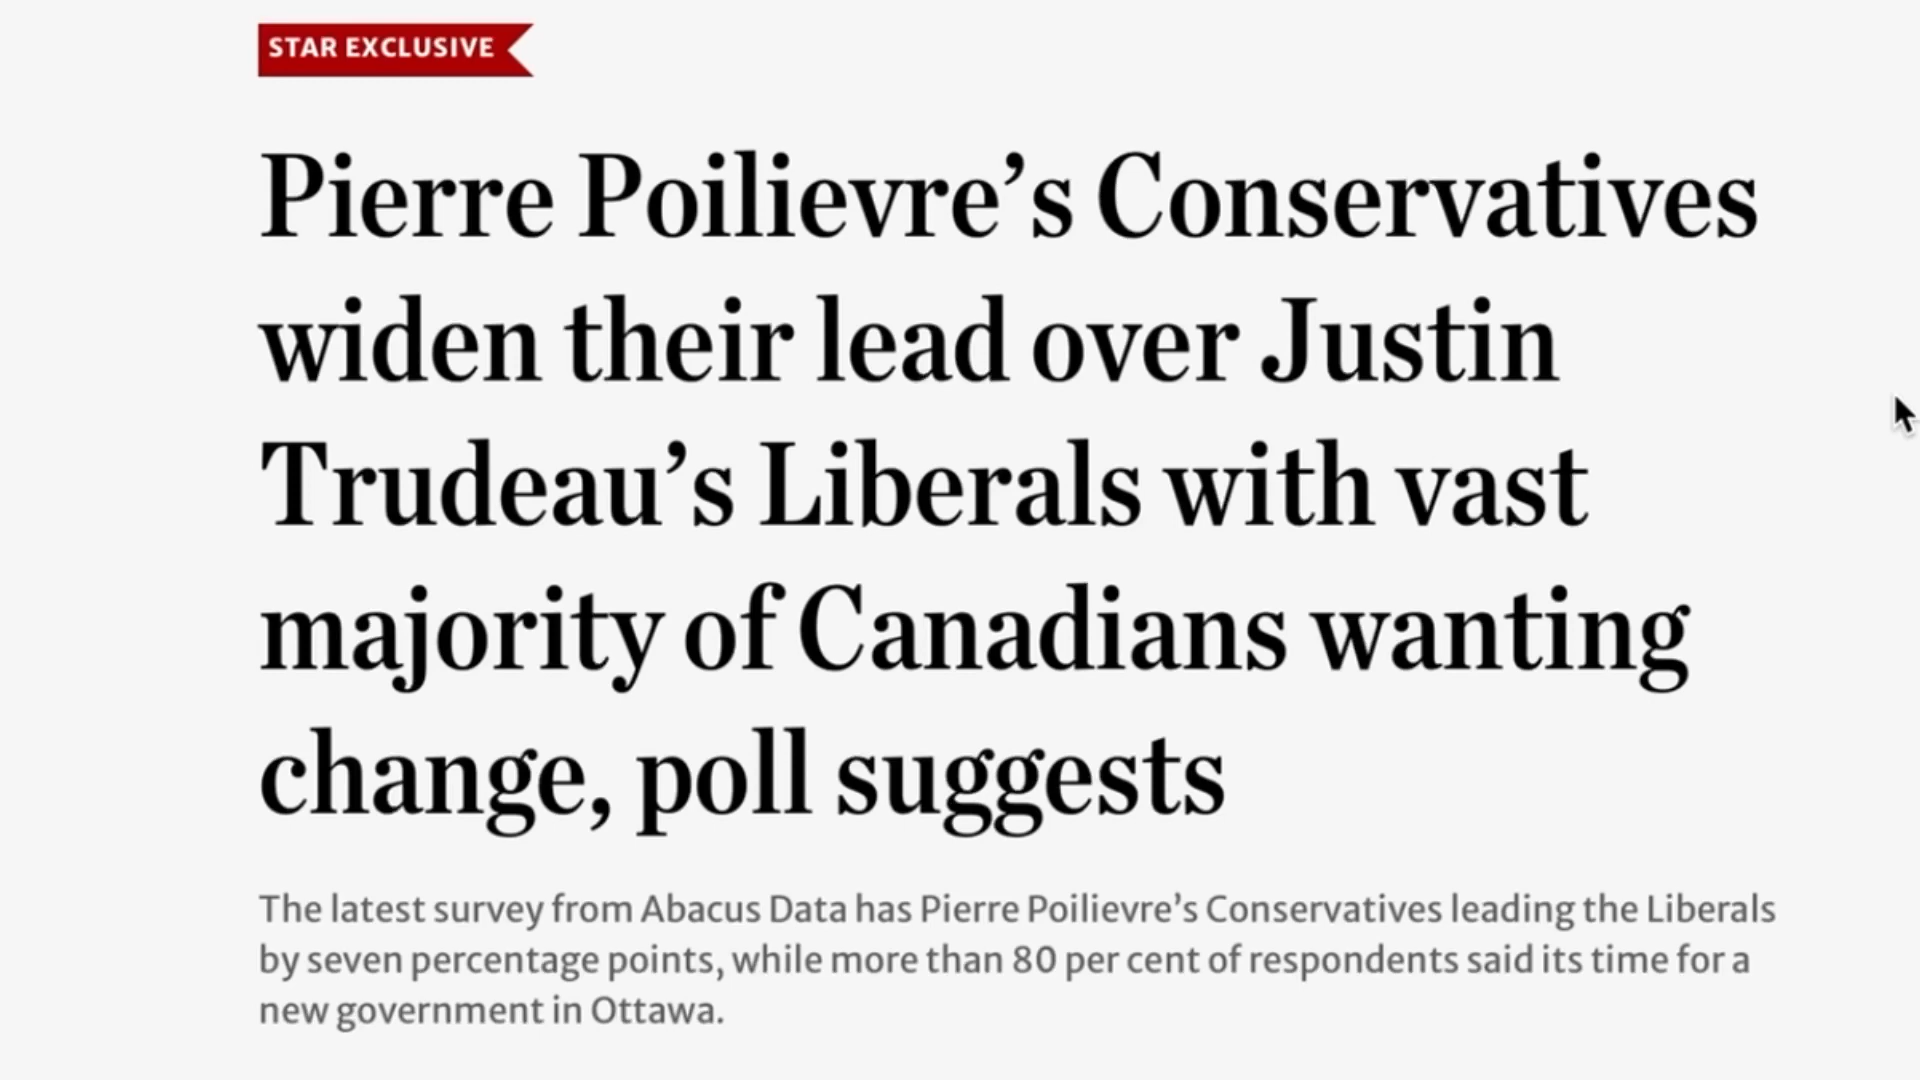 STAR EXCLUSIVE
Pierre Poilievre’s Conservatives
widen their lead over Justin
Trudeau’s Liberals with vast
majority of Canadians wanting
change, poll suggests
The latest survey from Abacus Data has Pierre Poilievre’s Conservatives leading the Liberals
by seven percentage points, while more than 80 per cent of respondents said its time for a
new government in Ottawa.